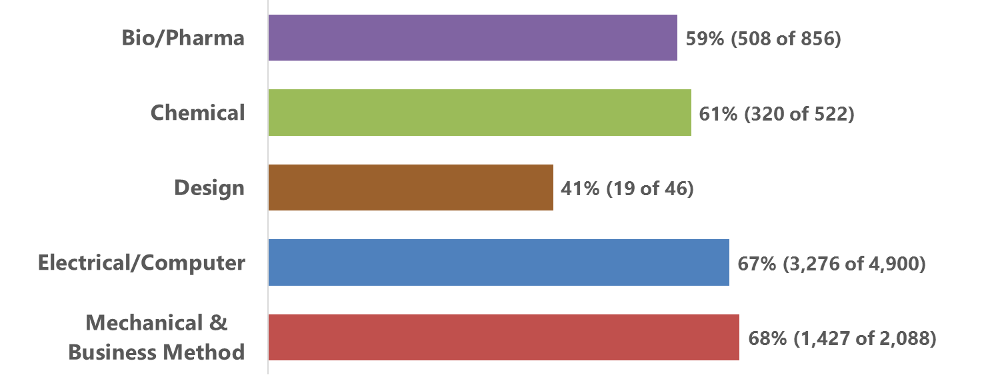 Bio/Pharma
59% (508 of 856)
Chemical
61% (320 of 522)
Design
41% (19 of 46)
Electrical/Computer
67% (3,276 of 4,900)
Mechanical &
Business Method
68% (1,427 of 2,088)